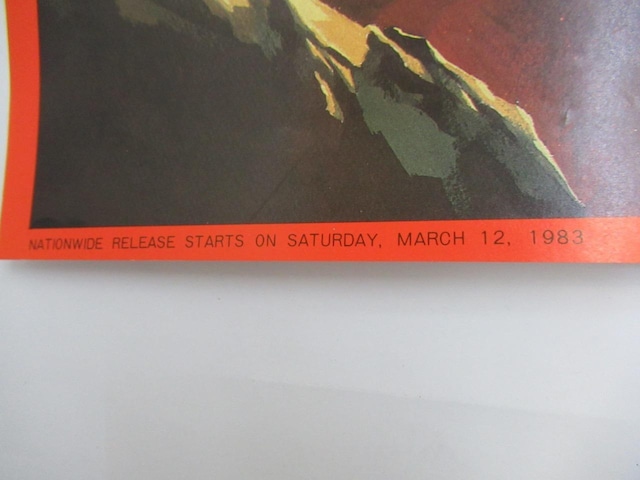 NATIONWIDE RELEASE STARTS ON SATURDAY, MARCH 12, 1983